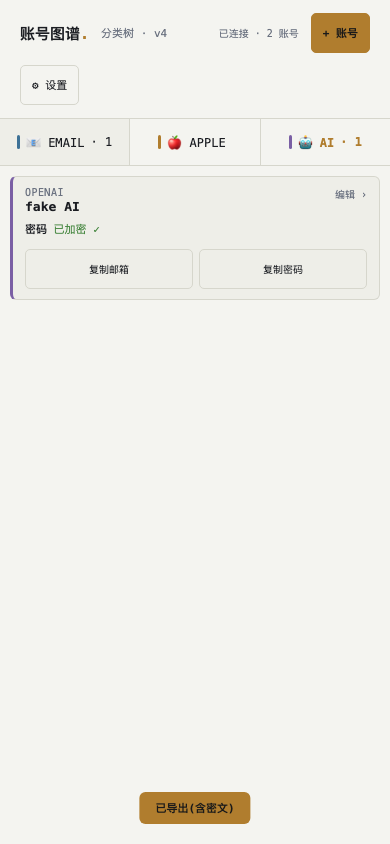 账号图谱. 分类树 · v4 已连接 · 2 账号 + 账号
⚙ 设置
📧 EMAIL · 1 🍎 APPLE 🤖 AI · 1
OPENAI 编辑 ›
fake AI
密码 已加密 ✓
复制邮箱 复制密码
已导出(含密文)